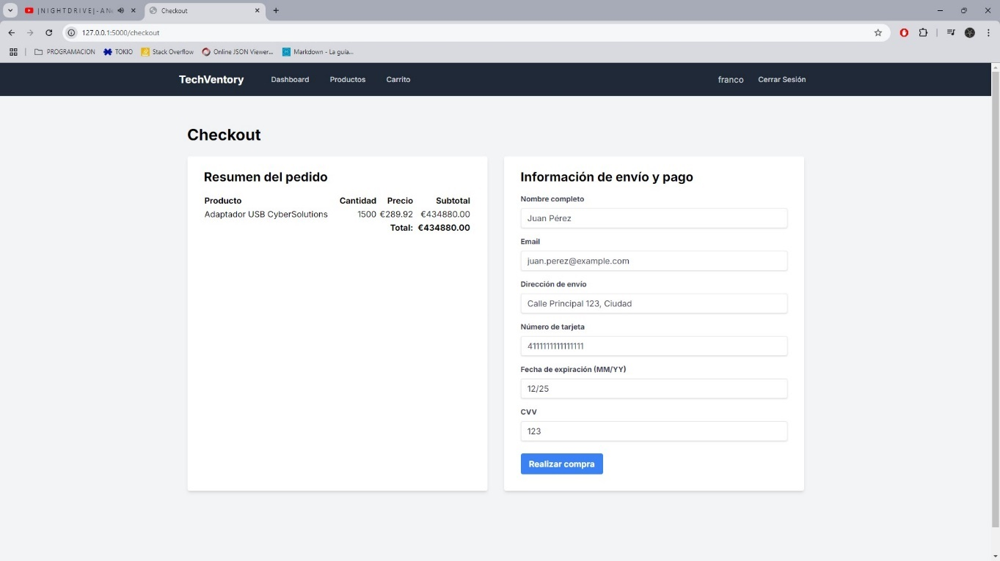 |NIGHTDRIVE|-AN
Checkout
127.0.0.1:5000/checkout
PROGRAMACION TOKIO Stack Overflow Online JSON Viewer... Markdown - La guía...
TechVentory Dashboard Productos Carrito franco Cerrar Sesión
Checkout
Resumen del pedido
Producto Cantidad Precio Subtotal
Adaptador USB CyberSolutions 1500 €289.92 €434880.00
Total: €434880.00
Información de envío y pago
Nombre completo
Juan Pérez
Email
juan.perez@example.com
Dirección de envío
Calle Principal 123, Ciudad
Número de tarjeta
4111111111111111
Fecha de expiración (MM/YY)
12/25
CVV
123
Realizar compra